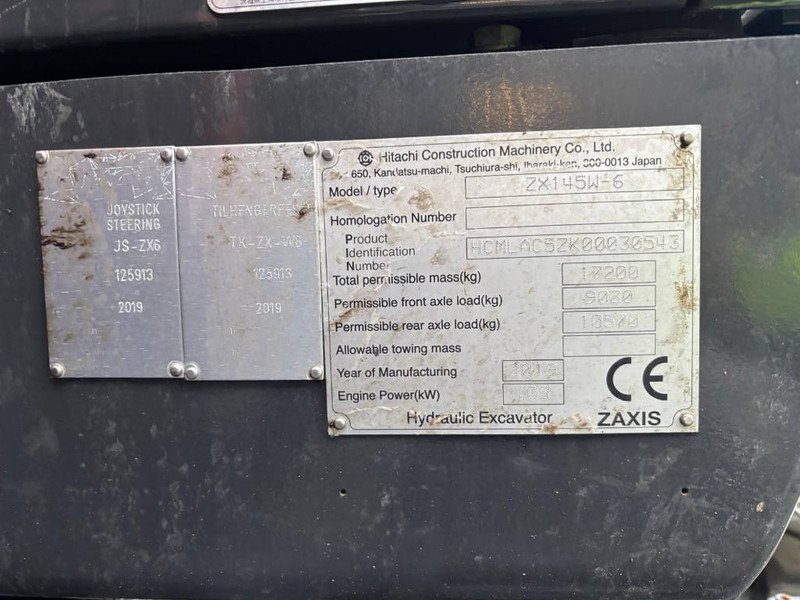 JOYSTICK
STEERING
JS-ZX6
125913
2019
TK-ZX-W6
125913
2019
Hitachi Construction Machinery Co., Ltd.
650, Kandatsu-machi, Tsuchiura-shi, Ibaraki-ken, 300-0013 Japan
Model / type ZX145W-6
Homologation Number
Product
Identification HCMLAC5ZK00030543
Number
Total permissible mass(kg) 17200
Permissible front axle load(kg)
Permissible rear axle load(kg) 10570
Allowable towing mass
Year of Manufacturing
Engine Power(kW)
CE
Hydraulic Excavator ZAXIS